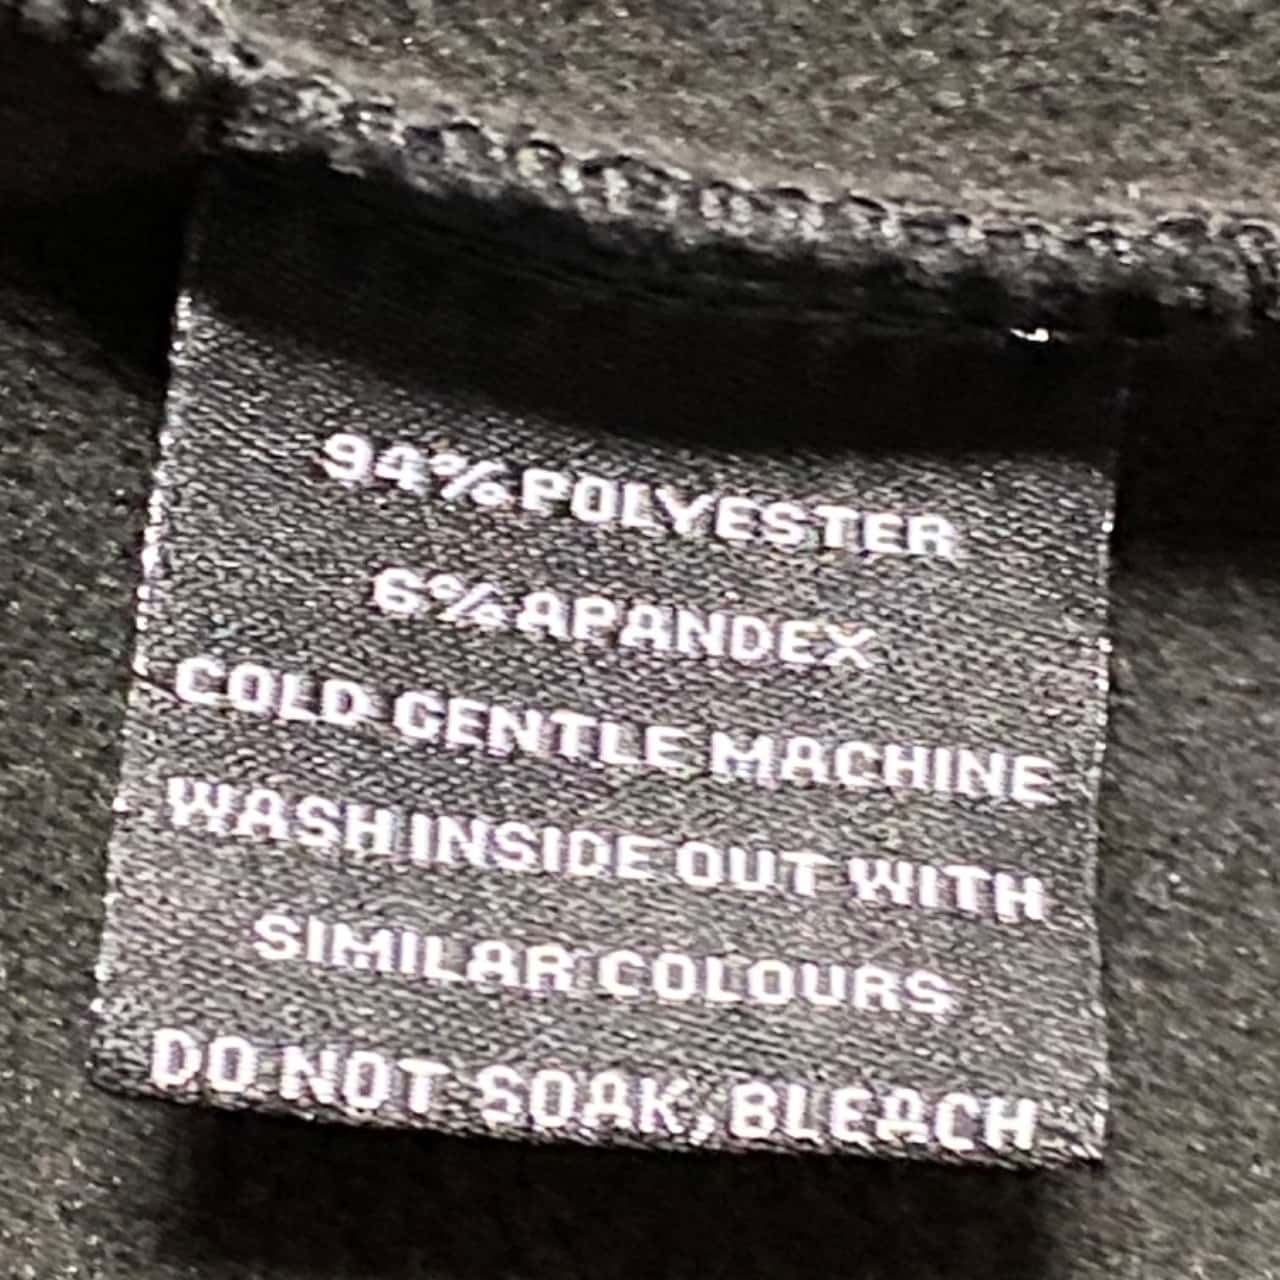 94% POLYESTER
6% APANDEX
COLD GENTLE MACHINE
WASH INSIDE OUT WITH
SIMILAR COLOURS
DO NOT SOAK, BLEACH